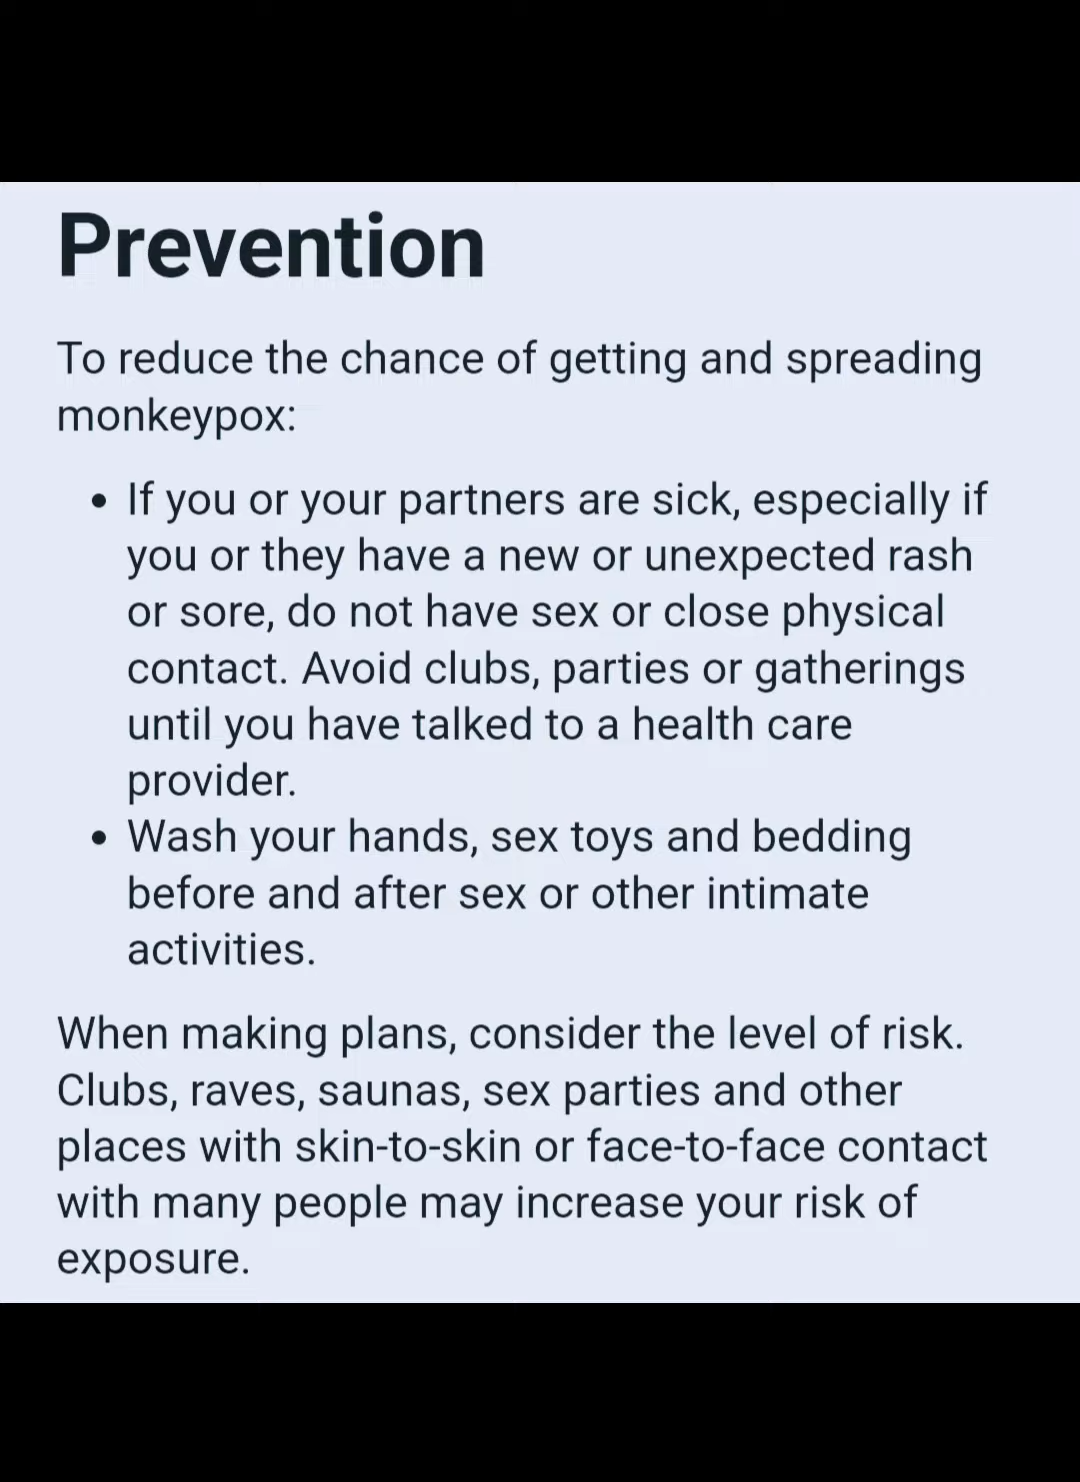 Prevention
To reduce the chance of getting and spreading
monkeypox:
• If you or your partners are sick, especially if
you or they have a new or unexpected rash
or sore, do not have sex or close physical
contact. Avoid clubs, parties or gatherings
until you have talked to a health care
provider.
• Wash your hands, sex toys and bedding
before and after sex or other intimate
activities.
When making plans, consider the level of risk.
Clubs, raves, saunas, sex parties and other
places with skin-to-skin or face-to-face contact
with many people may increase your risk of
exposure.